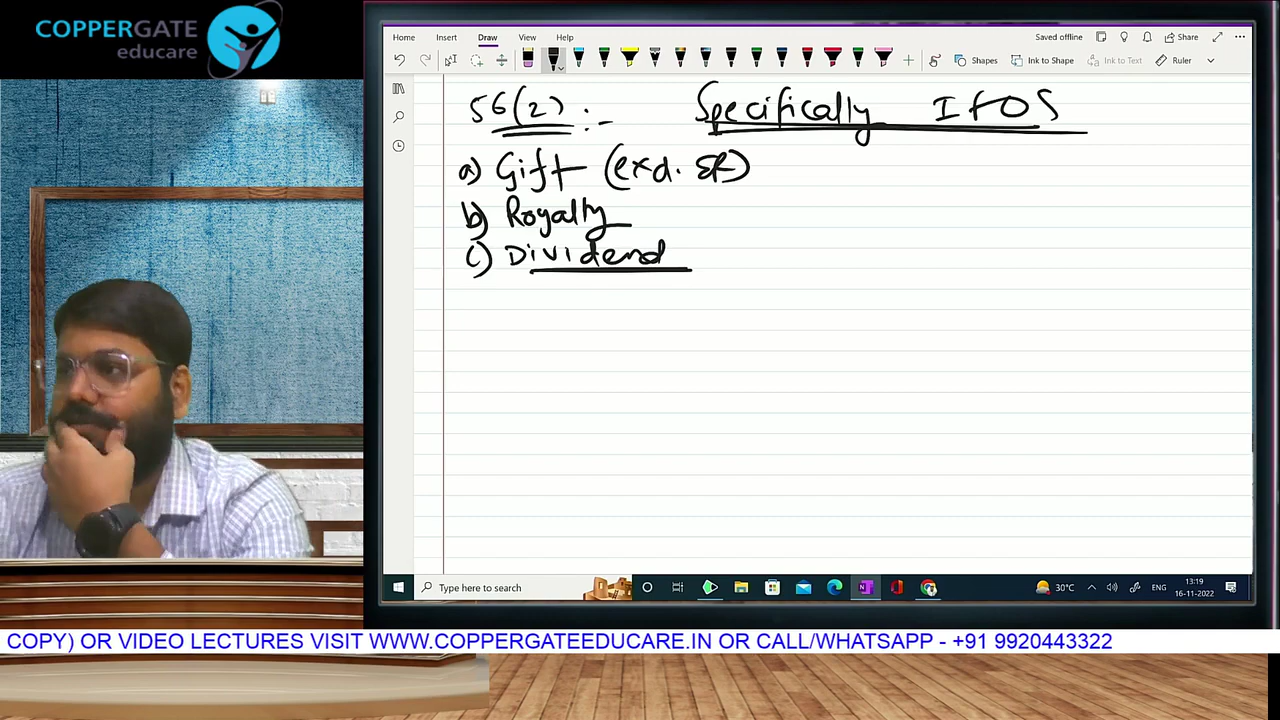 COPPERGATE
educare
Home Insert Draw View Help
Saved offline
Share
Shapes
Ink to Shape
Ink to Text
Ruler
56(2) :- Specifically IFOS
a) Gift (excl. SR)
b) Royalty
c) Dividend
Type here to search
30°C
ENG
13:19
16-11-2022
COPY) OR VIDEO LECTURES VISIT WWW.COPPERGATEEDUCARE.IN OR CALL/WHATSAPP - +91 9920443322